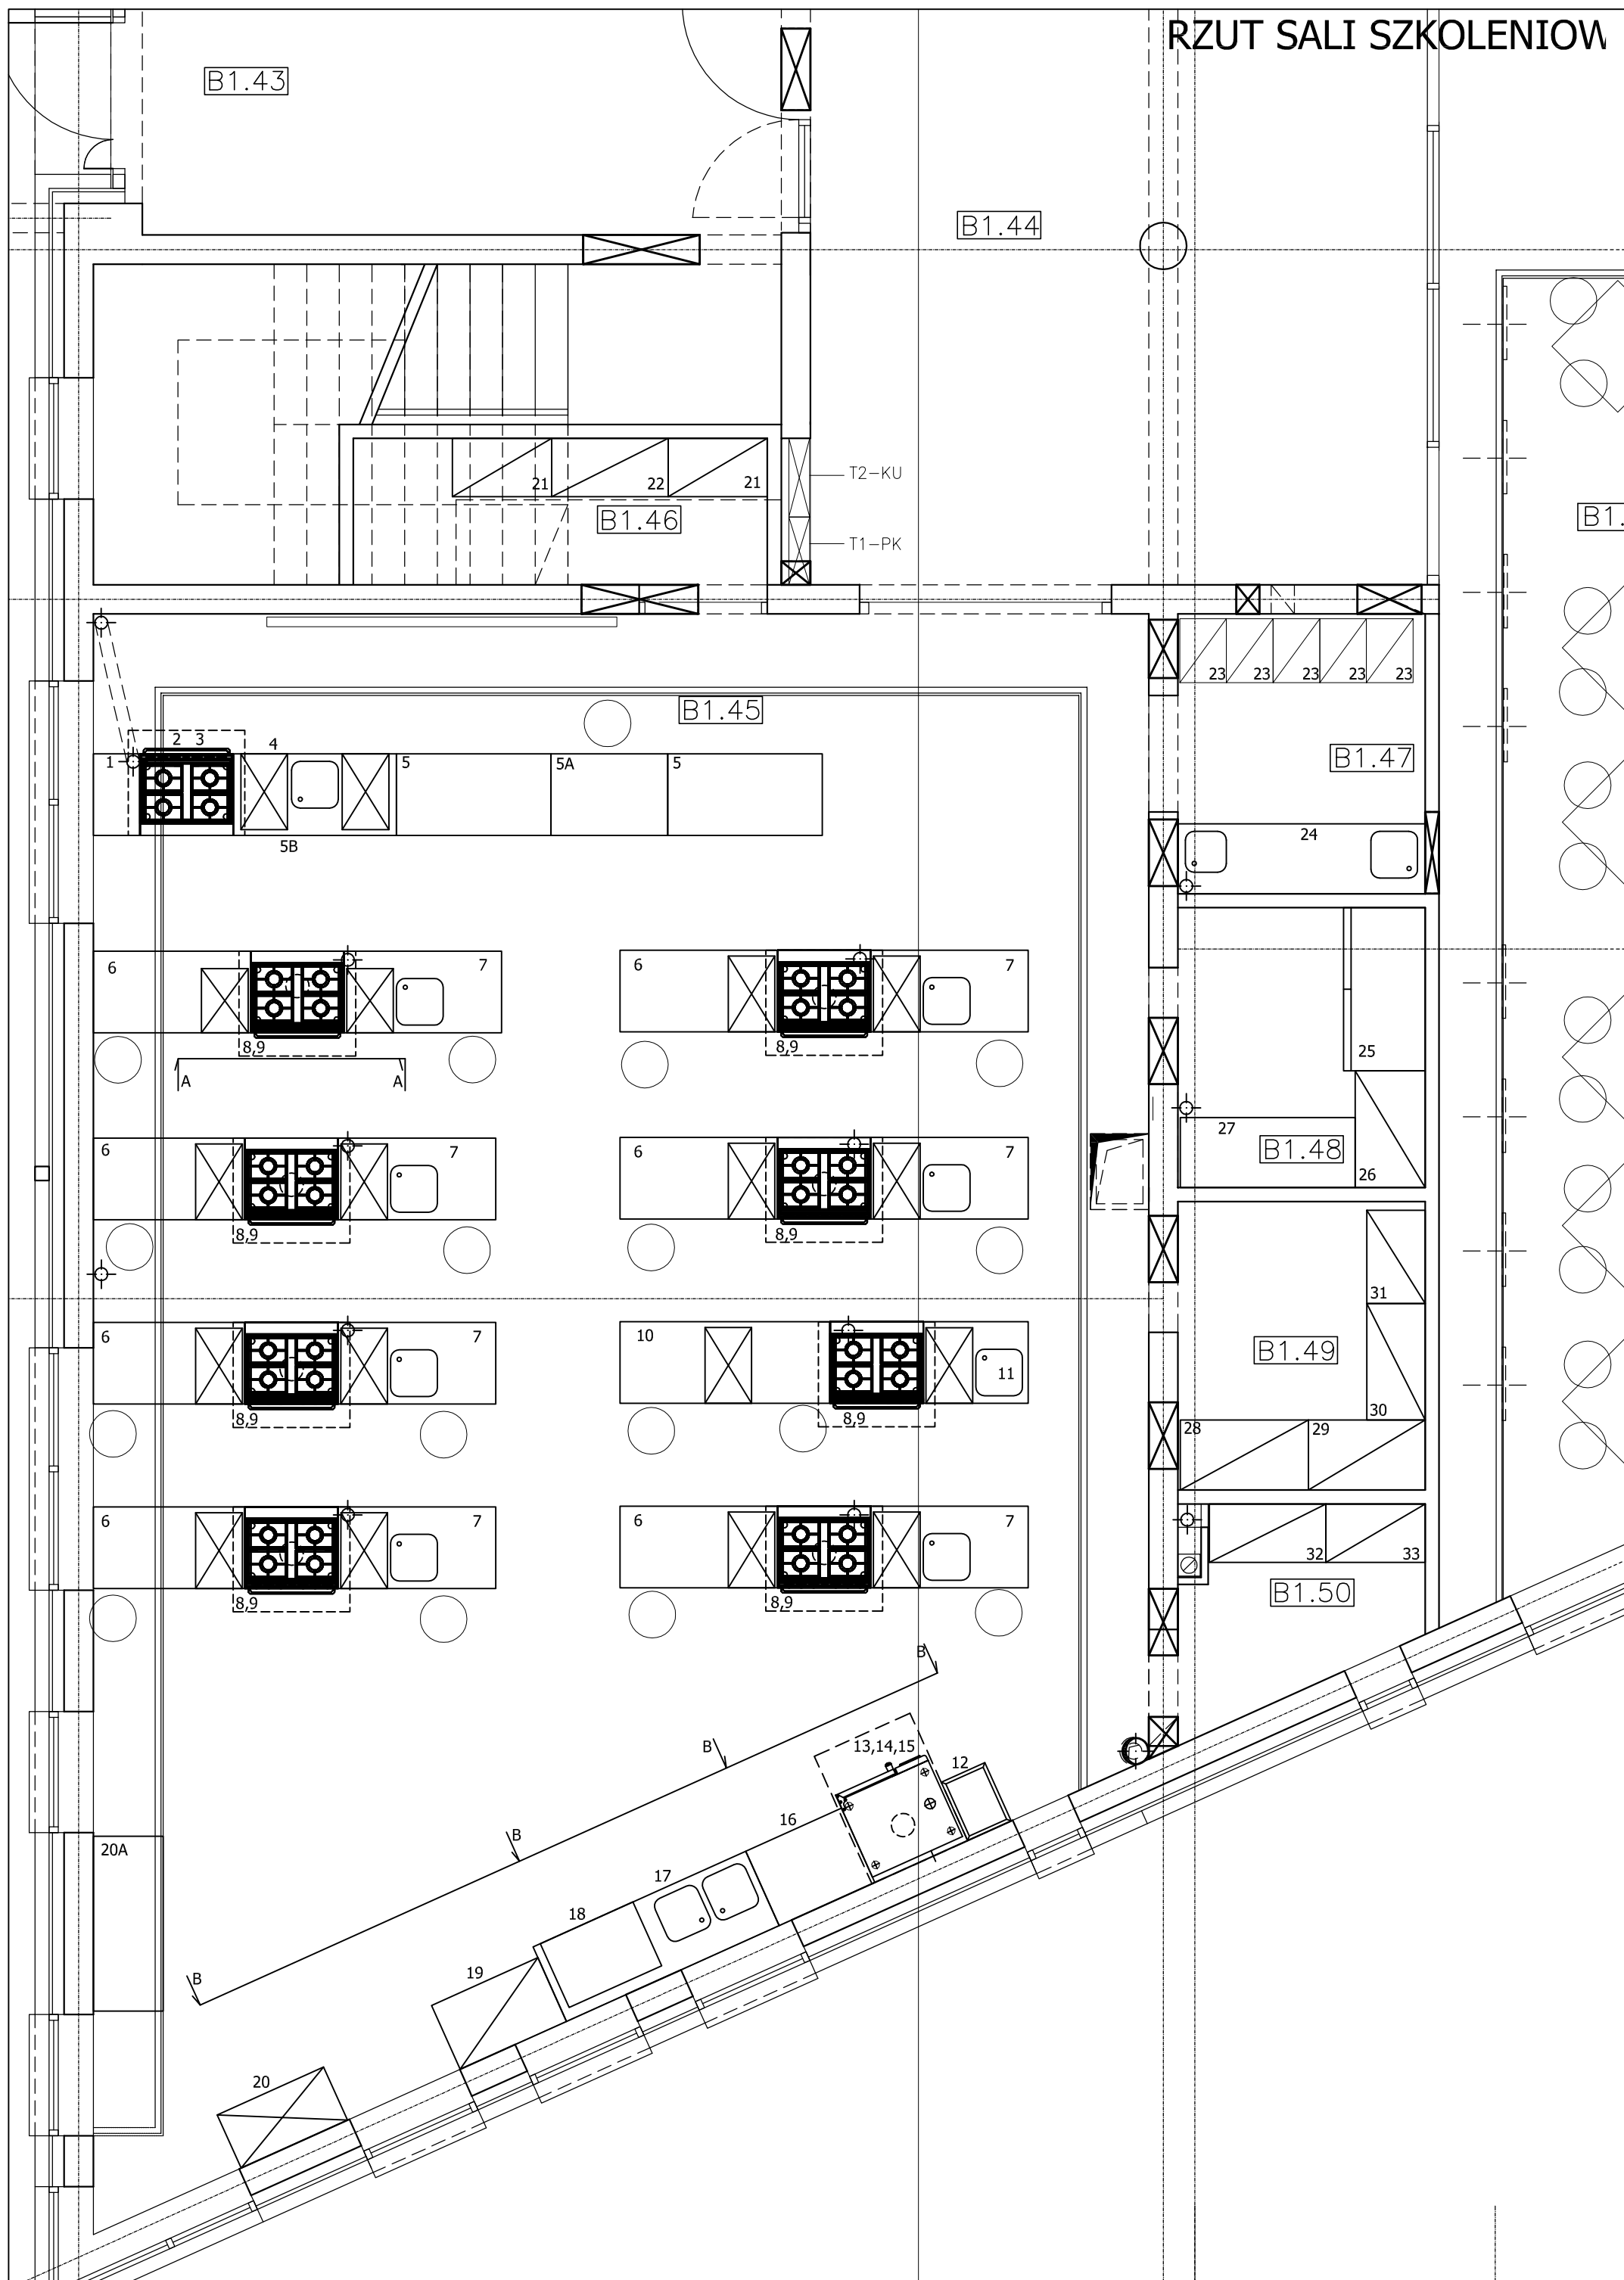 RZUT SALI SZKOLENIOW
B1.43
B1.44
T2-KU
21 22 21
B1.
B1.46
T1-PK
23 23 23 23 23
B1.45
2 3 4
1 5 5A 5
B1.47
5B
24
6 7 6 7
8,9 8,9
25
A A
27
B1.48
6 7 6 7
26
8,9 8,9
31
6 7 10
B1.49
11
8,9 8,9
30
28 29
6 7 6 7
32 33
8,9 8,9
B1.50
B
B
13,14,15
12
16
B
20A
17
18
19
B
20